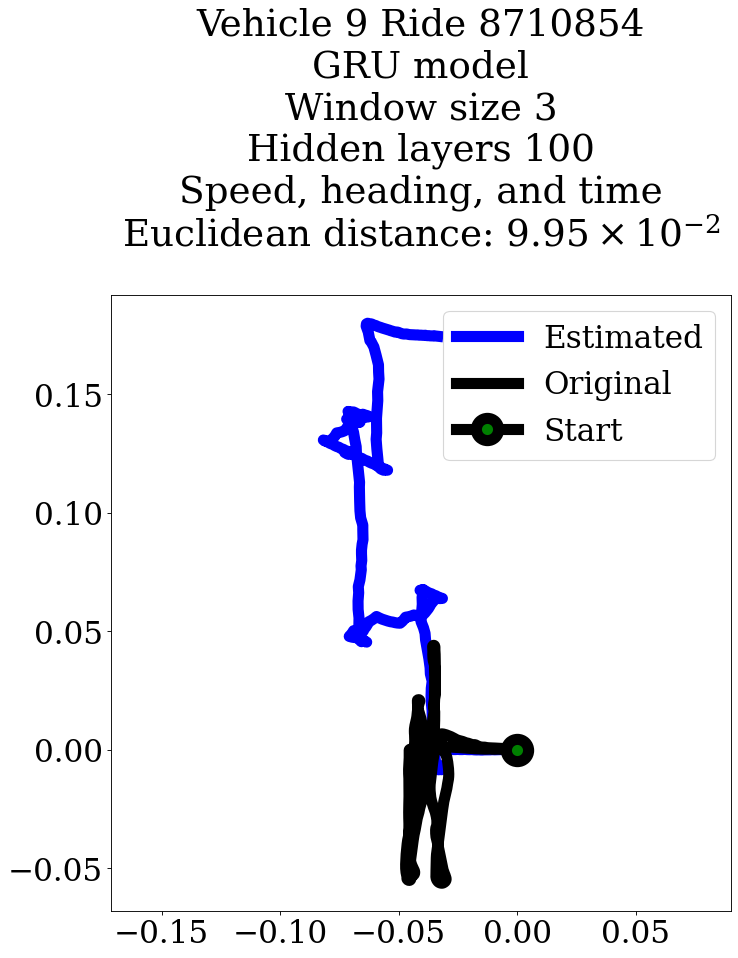 Vehicle 9 Ride 8710854
GRU model
Window size 3
Hidden layers 100
Speed, heading, and time
Euclidean distance: 9.95 × 10⁻²
Estimated
Original
Start
0.15
0.10
0.05
0.00
−0.05
−0.15
−0.10
−0.05
0.00
0.05